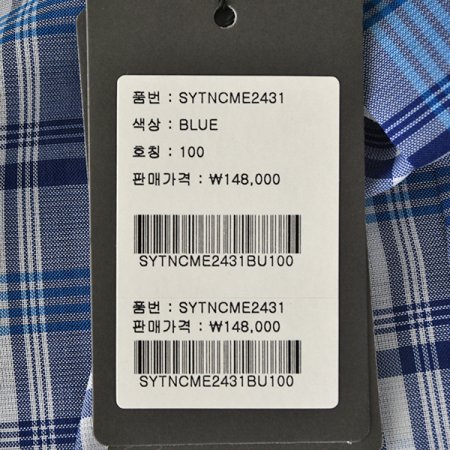 품번 : SYTNCME2431
색상 : BLUE
호칭 : 100
판매가격 : ₩148,000
SYTNCME2431BU100
품번 : SYTNCME2431
판매가격 : ₩148,000
SYTNCME2431BU100